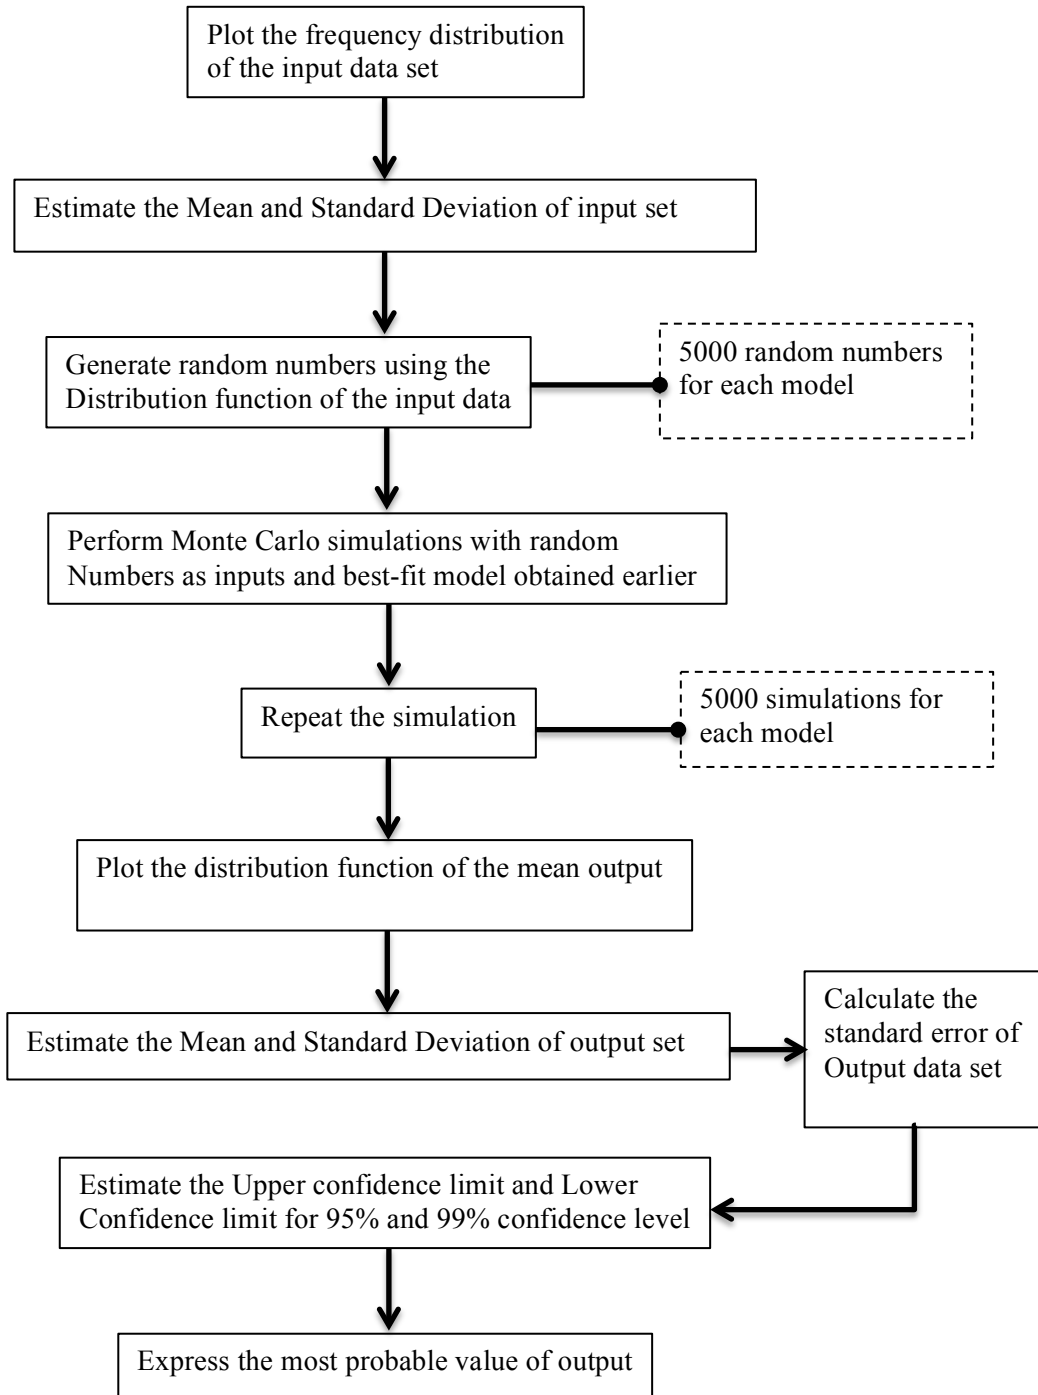 Plot the frequency distribution
of the input data set
Estimate the Mean and Standard Deviation of input set
Generate random numbers using the
Distribution function of the input data
5000 random numbers
for each model
Perform Monte Carlo simulations with random
Numbers as inputs and best-fit model obtained earlier
Repeat the simulation
5000 simulations for
each model
Plot the distribution function of the mean output
Estimate the Mean and Standard Deviation of output set
Calculate the
standard error of
Output data set
Estimate the Upper confidence limit and Lower
Confidence limit for 95% and 99% confidence level
Express the most probable value of output